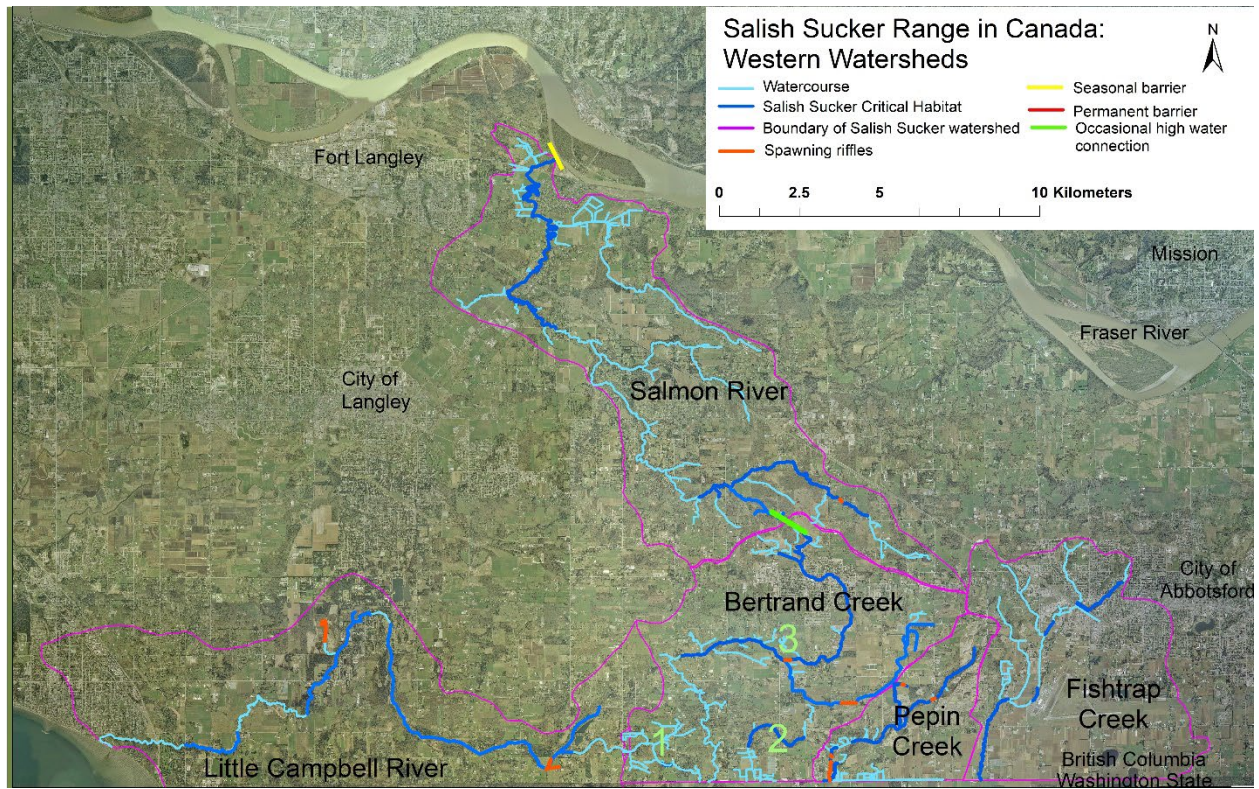 Salish Sucker Range in Canada:
Western Watersheds
N
Watercourse
Salish Sucker Critical Habitat
Boundary of Salish Sucker watershed
Spawning riffles
Seasonal barrier
Permanent barrier
Occasional high water
connection
0 2.5 5 10 Kilometers
Fort Langley
Mission
Fraser River
City of
Langley
Salmon River
City of
Abbotsford
Bertrand Creek
3
Fishtrap
Creek
Pepin
Creek
1
2
Little Campbell River
British Columbia
Washington State